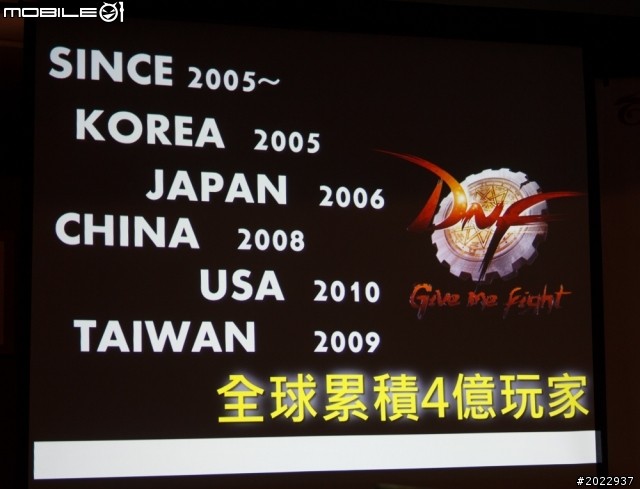 MOBILE01
SINCE 2005~
KOREA 2005
JAPAN 2006
CHINA 2008
USA 2010
TAIWAN 2009
DNF
Give me fight
全球累積4億玩家
#2022937